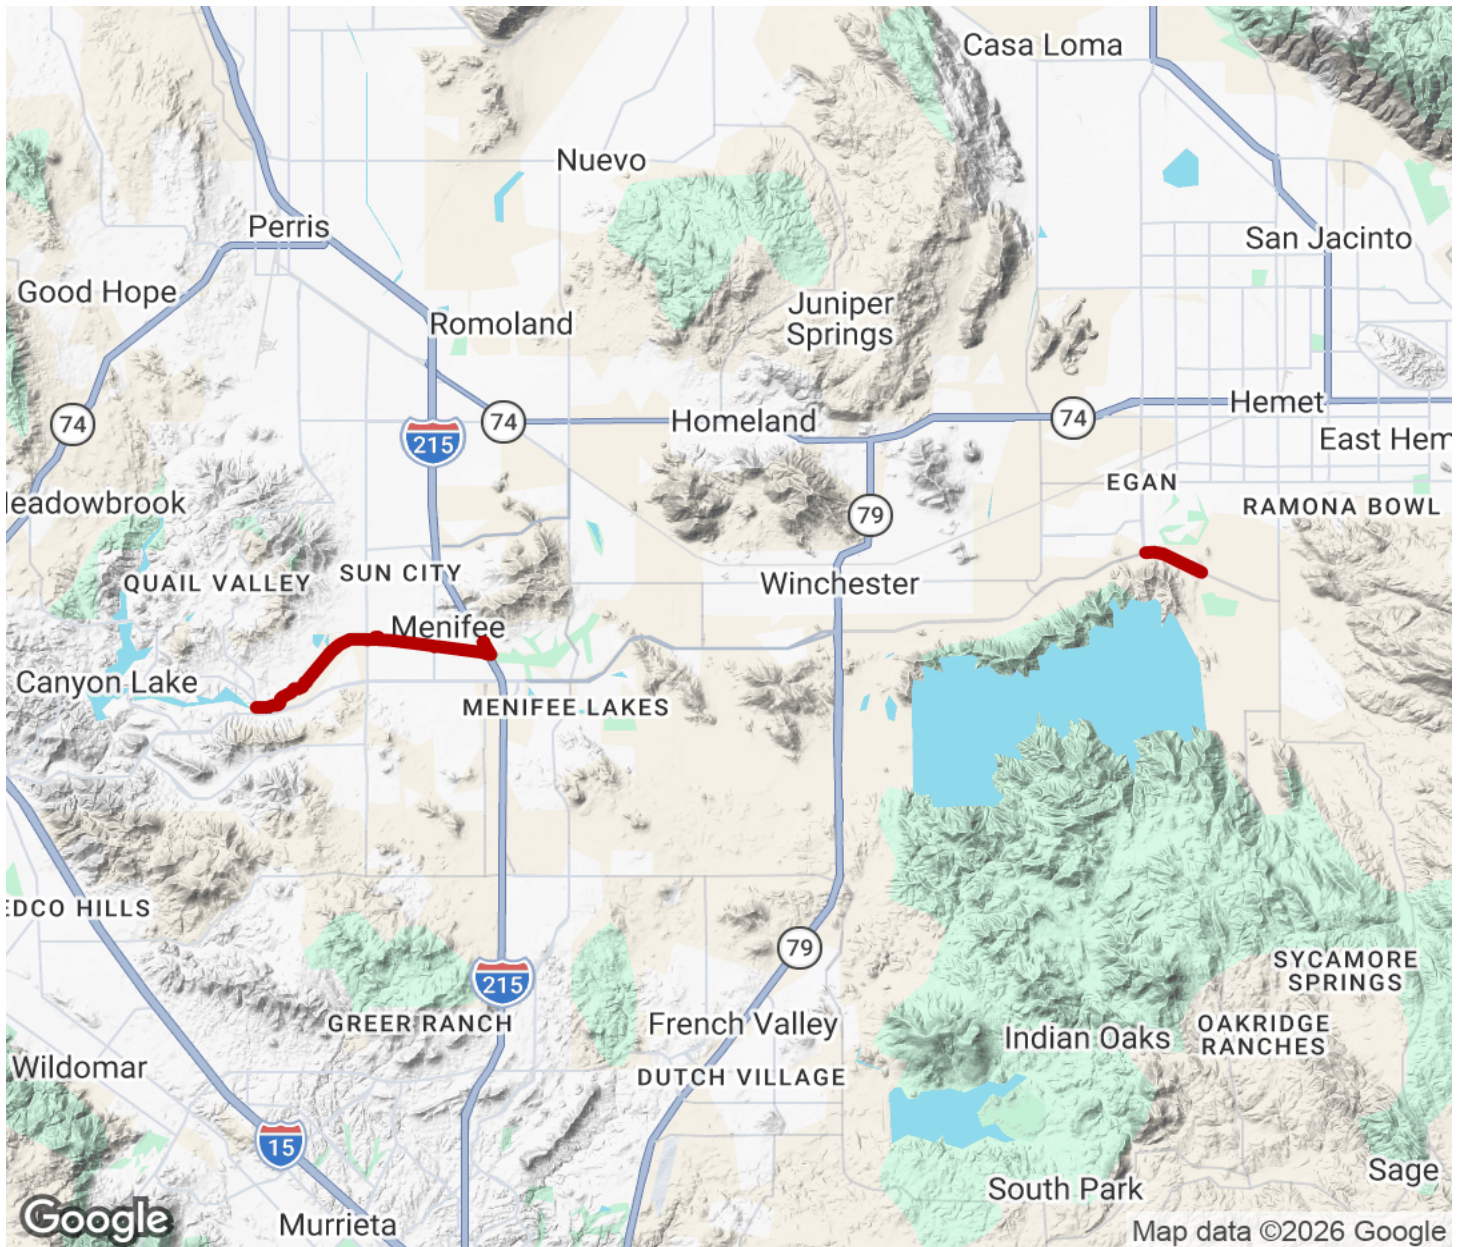 Casa Loma
Nuevo
Perris
San Jacinto
Good Hope
Juniper
Springs
Romoland
Hemet
74
74
Homeland
74
215
East Hem
EGAN
eadowbrook
79
RAMONA BOWL
QUAIL VALLEY
SUN CITY
Winchester
Menifee
Canyon Lake
MENIFEE LAKES
EDCO HILLS
79
SYCAMORE
SPRINGS
215
GREER RANCH
French Valley
Indian Oaks
OAKRIDGE
RANCHES
Wildomar
DUTCH VILLAGE
15
Sage
South Park
Google
Murrieta
Map data ©2026 Google